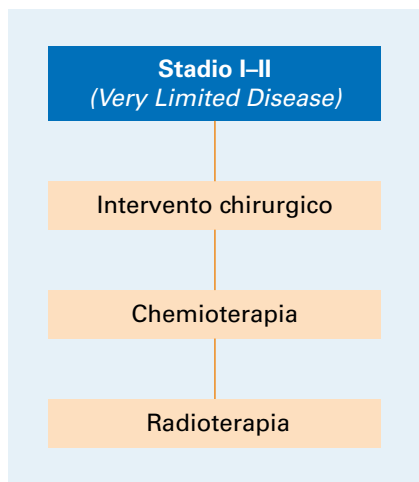 Stadio I–II
(Very Limited Disease)
Intervento chirurgico
Chemioterapia
Radioterapia